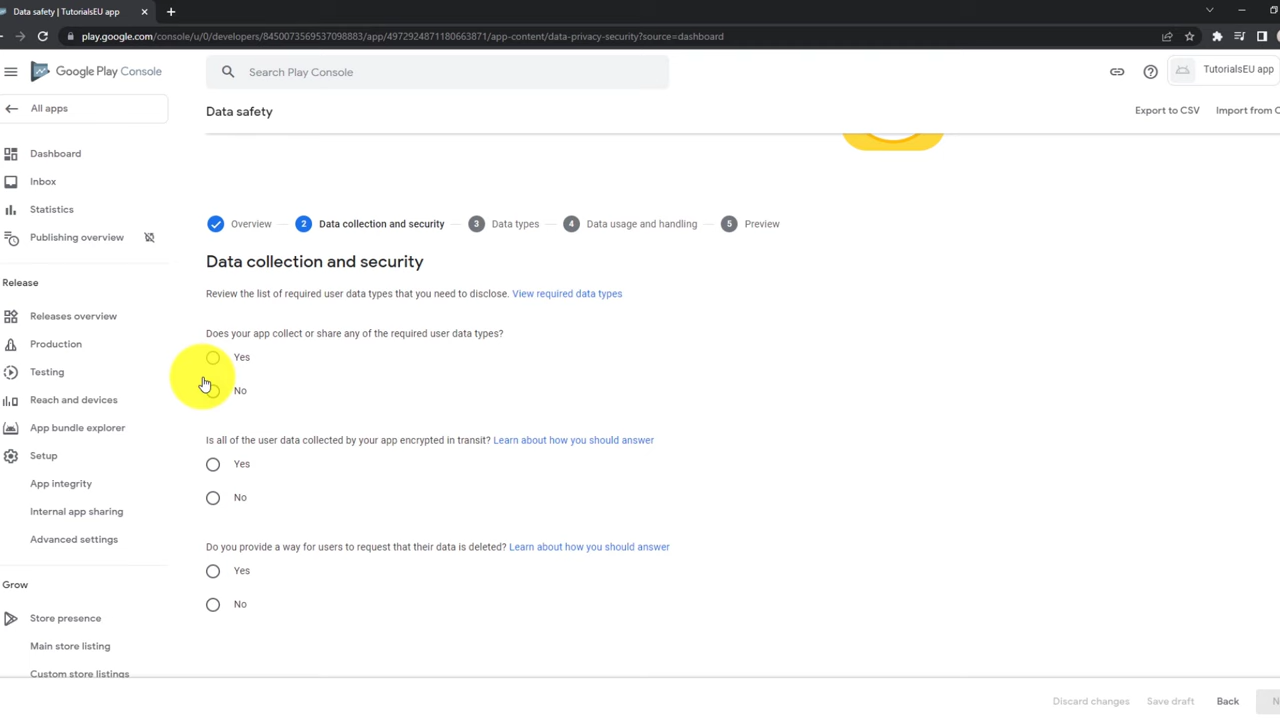 Data safety | TutorialsEU app
play.google.com/console/u/0/developers/8450073569537098883/app/4972924871180663871/app-content/data-privacy-security?source=dashboard
Google Play Console
Search Play Console
TutorialsEU app
All apps
Data safety
Export to CSV
Import from C
Dashboard
Inbox
Statistics
Publishing overview
Release
Releases overview
Production
Testing
Reach and devices
App bundle explorer
Setup
App integrity
Internal app sharing
Advanced settings
Grow
Store presence
Main store listing
Custom store listings
Overview
2 Data collection and security
3 Data types
4 Data usage and handling
5 Preview
Data collection and security
Review the list of required user data types that you need to disclose. View required data types
Does your app collect or share any of the required user data types?
Yes
No
Is all of the user data collected by your app encrypted in transit? Learn about how you should answer
Yes
No
Do you provide a way for users to request that their data is deleted? Learn about how you should answer
Yes
No
Discard changes
Save draft
Back
N